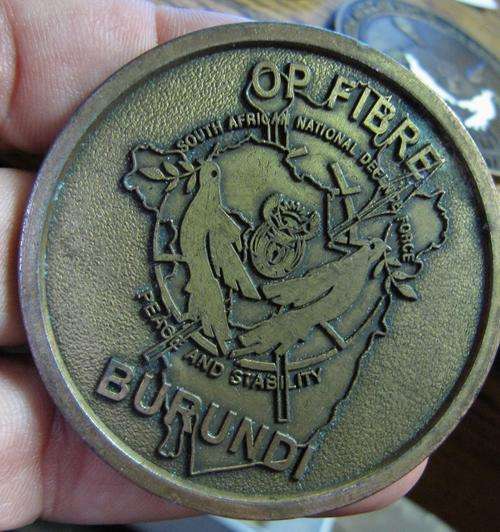 OP FIBRE
SOUTH AFRICAN NATIONAL DEFENCE FORCE
PEACE AND STABILITY
BURUNDI